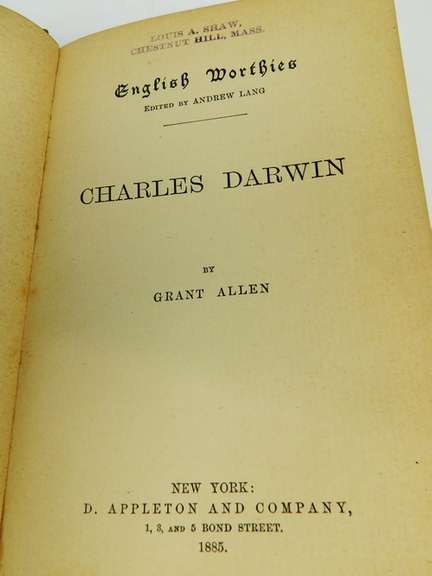 LOUIS A. SHAW,
CHESTNUT HILL, MASS.
English Worthies
EDITED BY ANDREW LANG
CHARLES DARWIN
BY
GRANT ALLEN
NEW YORK:
D. APPLETON AND COMPANY,
1, 3, AND 5 BOND STREET.
1885.